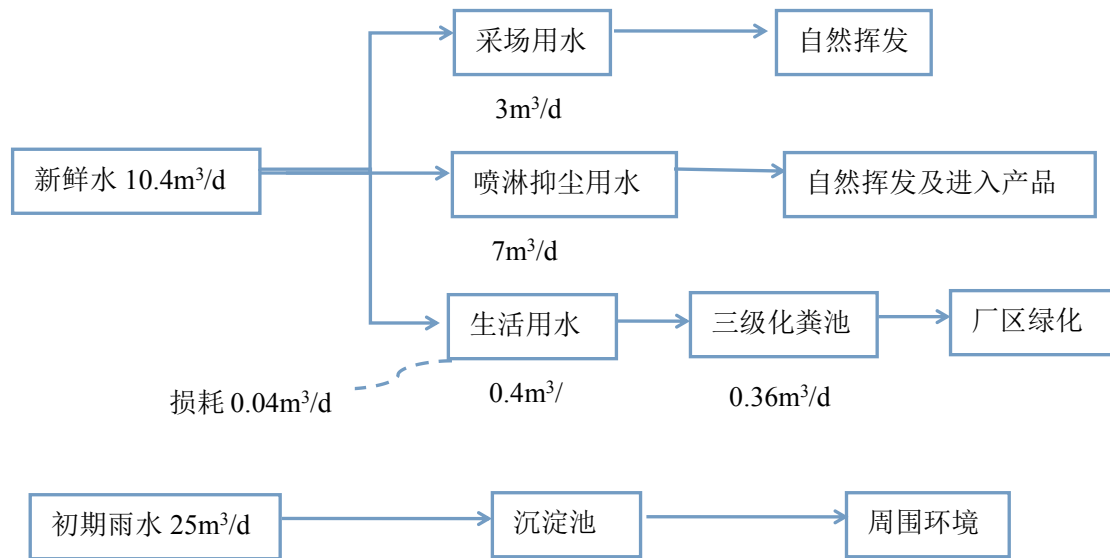 采场用水
自然挥发
3m³/d
新鲜水 10.4m³/d
喷淋抑尘用水
自然挥发及进入产品
7m³/d
生活用水
三级化粪池
厂区绿化
损耗 0.04m³/d
0.4m³/
0.36m³/d
初期雨水 25m³/d
沉淀池
周围环境